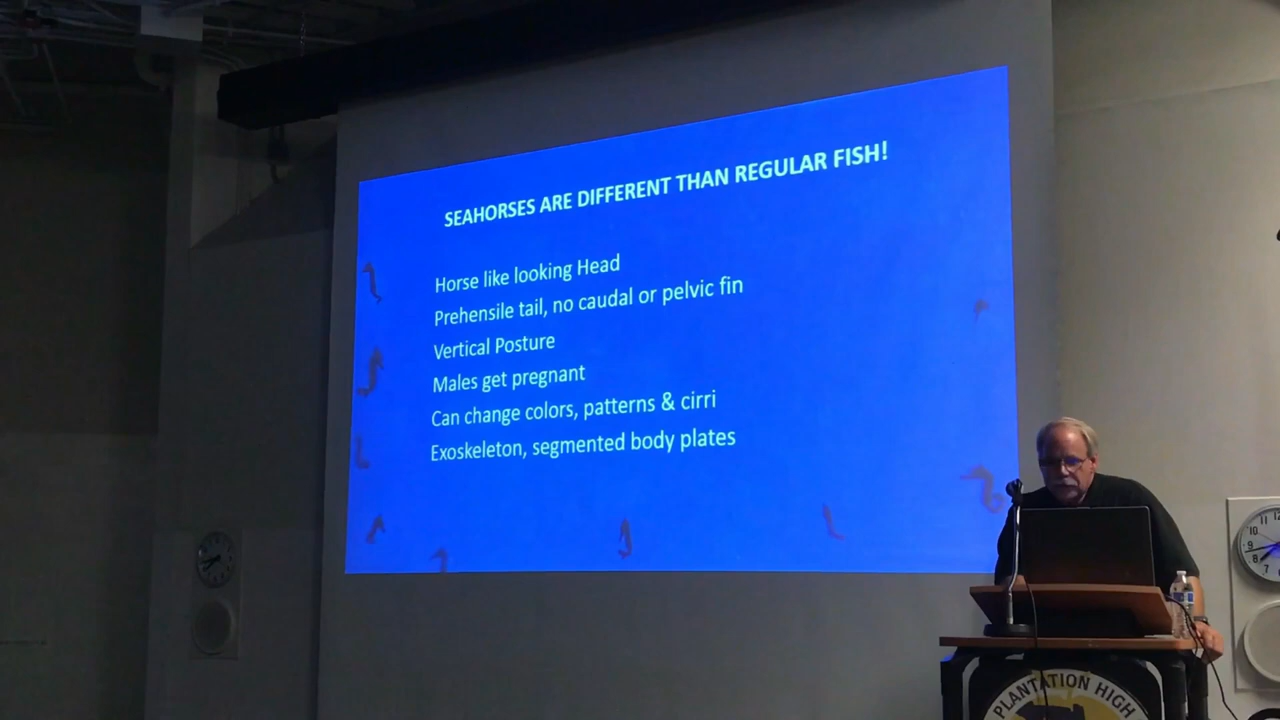 SEAHORSES ARE DIFFERENT THAN REGULAR FISH!
Horse like looking Head
Prehensile tail, no caudal or pelvic fin
Vertical Posture
Males get pregnant
Can change colors, patterns & cirri
Exoskeleton, segmented body plates
PLANTATION HIGH